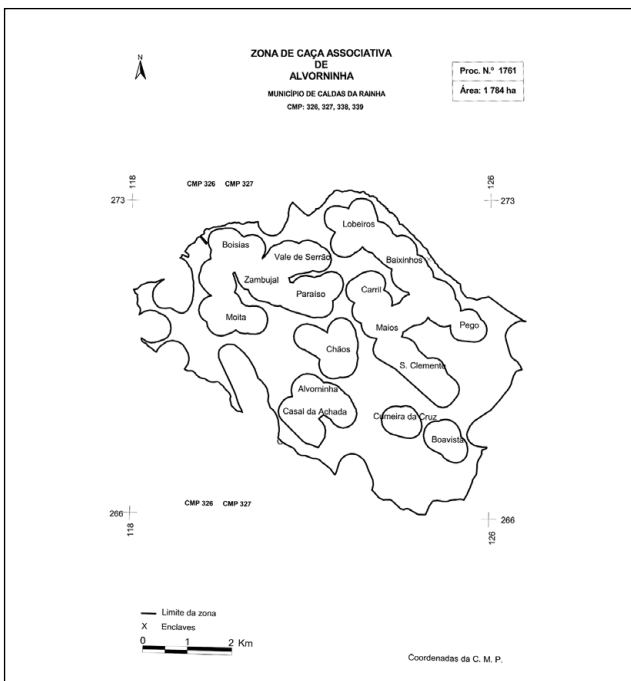 N
ZONA DE CAÇA ASSOCIATIVA
DE
ALVORNINHA
MUNICÍPIO DE CALDAS DA RAINHA
CMP: 326, 327, 338, 339
Proc. N.º 1761
Área: 1 784 ha
118
126
CMP 326 CMP 327
273
273
Lobeiros
Boisias
Vale de Serrão
Baixinhos
Zambujal
Paraíso
Carril
Moita
Maios
Pego
Chãos
S. Clemente
Alvorninha
Casal da Achada
Cumeira da Cruz
Boavista
CMP 326 CMP 327
266
266
118
126
Limite da zona
X Enclaves
0 1 2 Km
Coordenadas da C. M. P.